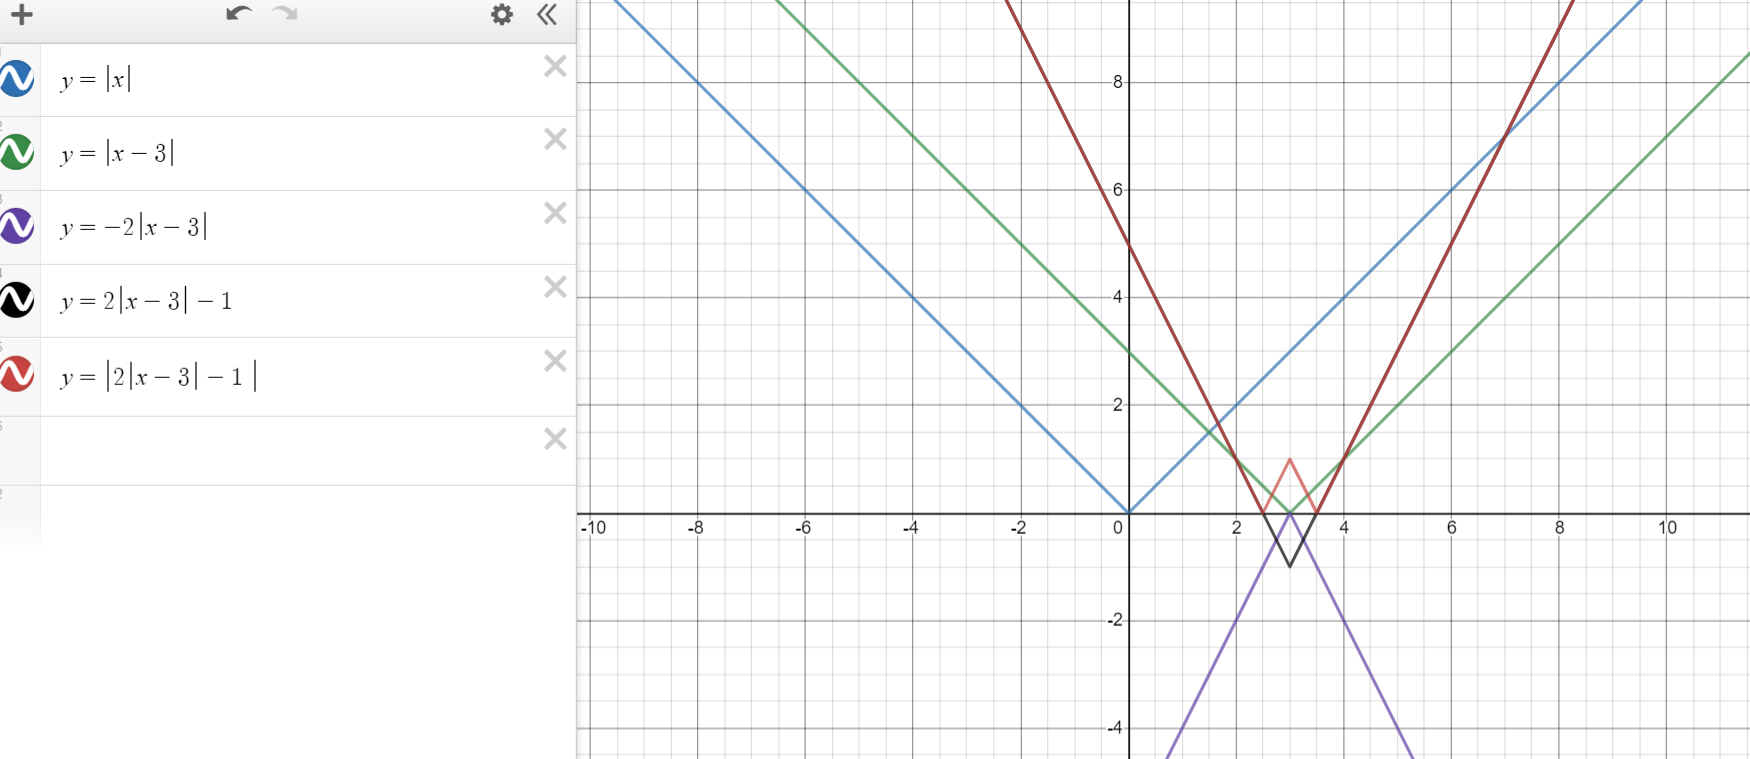 y = |x|
y = |x − 3|
y = −2|x − 3|
y = 2|x − 3| − 1
y = |2|x − 3| − 1 |
8
6
4
2
-10 -8 -6 -4 -2 0 2 4 6 8 10
-2
-4